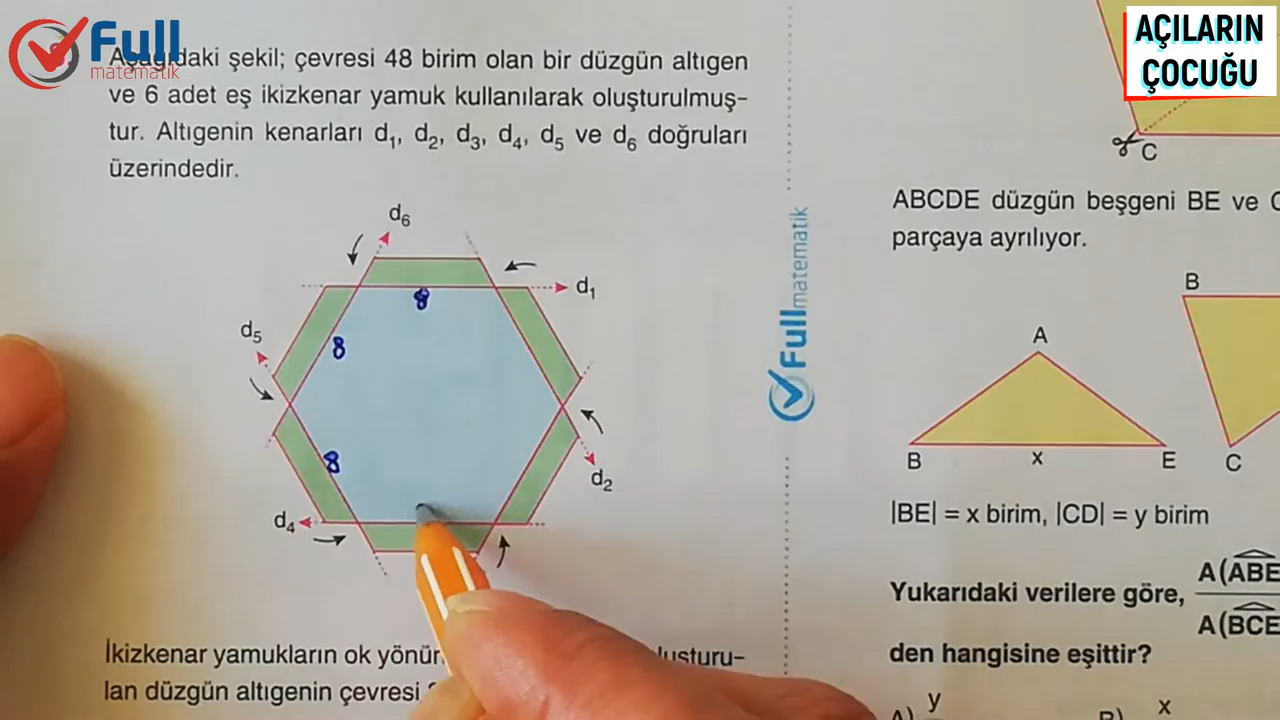 Full
matematik
AÇILARIN
ÇOCUĞU
Aşağıdaki şekil; çevresi 48 birim olan bir düzgün altıgen
ve 6 adet eş ikizkenar yamuk kullanılarak oluşturulmuş-
tur. Altıgenin kenarları d₁, d₂, d₃, d₄, d₅ ve d₆ doğruları
üzerindedir.
d₆
d₁
8
d₅
8
8
d₂
d₄
İkizkenar yamukların ok
lan düzgün altıgenin çevresi
Fullmatematik
C
ABCDE düzgün beşgeni BE ve
parçaya ayrılıyor.
B
A
B
x
E
C
|BE| = x birim, |CD| = y birim
Yukarıdaki verilere göre,
A(ABE
A(BCE
den hangisine eşittir?
A) y
x